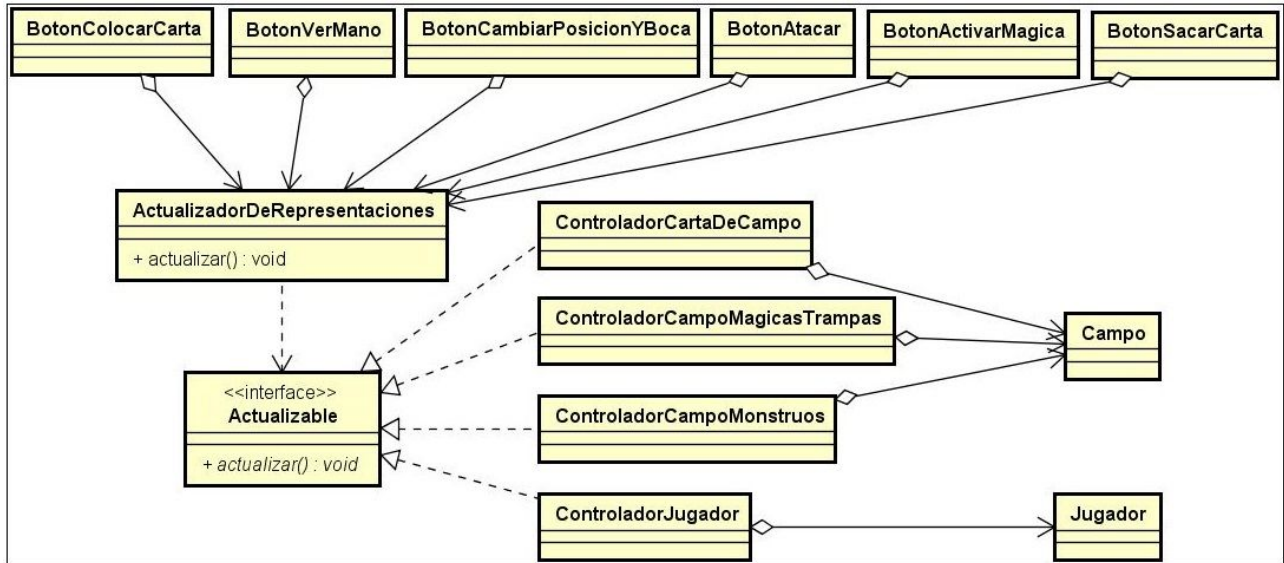 BotonColocarCarta
BotonVerMano
BotonCambiarPosicionYBoca
BotonAtacar
BotonActivarMagica
BotonSacarCarta
ActualizadorDeRepresentaciones
+ actualizar() : void
ControladorCartaDeCampo
ControladorCampoMagicasTrampas
Campo
<<interface>>
Actualizable
+ actualizar() : void
ControladorCampoMonstruos
ControladorJugador
Jugador